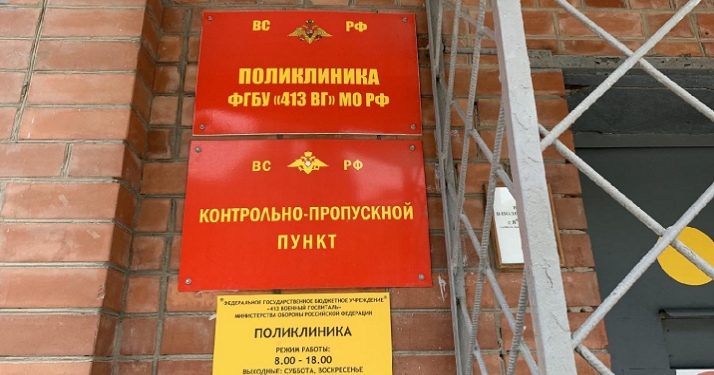 ВС РФ
ПОЛИКЛИНИКА
ФГБУ «413 ВГ» МО РФ
ВС РФ
КОНТРОЛЬНО-ПРОПУСКНОЙ
ПУНКТ
ФЕДЕРАЛЬНОЕ ГОСУДАРСТВЕННОЕ БЮДЖЕТНОЕ УЧРЕЖДЕНИЕ
«413 ВОЕННЫЙ ГОСПИТАЛЬ»
МИНИСТЕРСТВА ОБОРОНЫ РОССИЙСКОЙ ФЕДЕРАЦИИ
ПОЛИКЛИНИКА
РЕЖИМ РАБОТЫ:
8.00 - 18.00
ВЫХОДНЫЕ: СУББОТА, ВОСКРЕСЕНЬЕ